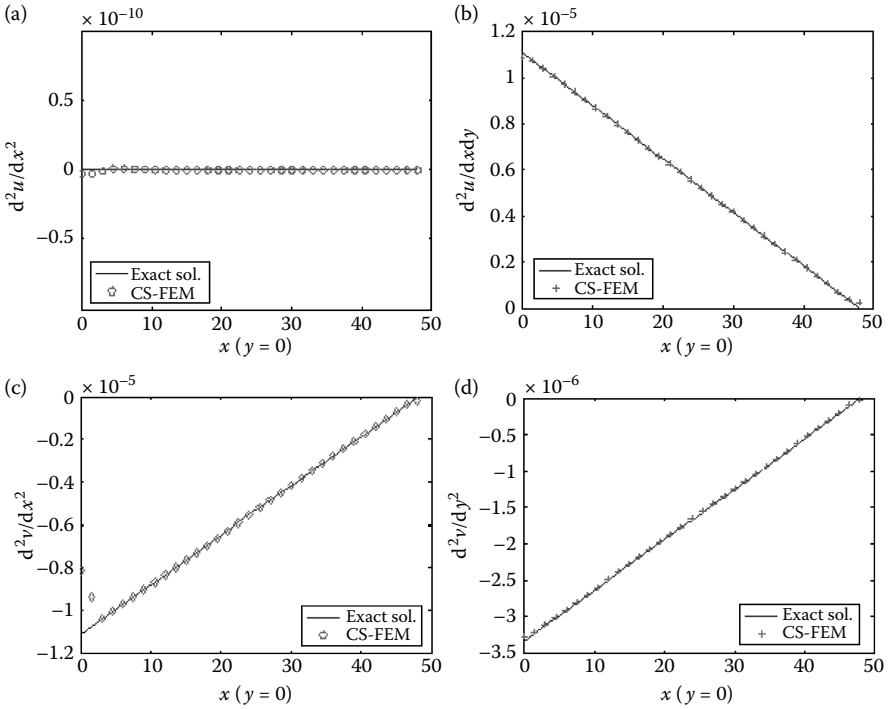 (a)
× 10⁻¹⁰
0.5
0
−0.5
d²u/dx²
Exact sol.
CS-FEM
0 10 20 30 40 50
x (y = 0)
(b)
× 10⁻⁵
1.2
1
0.8
0.6
0.4
0.2
0
d²u/dxdy
Exact sol.
CS-FEM
0 10 20 30 40 50
x (y = 0)
(c)
× 10⁻⁵
0
−0.2
−0.4
−0.6
−0.8
−1
−1.2
d²v/dx²
Exact sol.
CS-FEM
0 10 20 30 40 50
x (y = 0)
(d)
× 10⁻⁶
0
−0.5
−1
−1.5
−2
−2.5
−3
−3.5
d²v/dy²
Exact sol.
CS-FEM
0 10 20 30 40 50
x (y = 0)